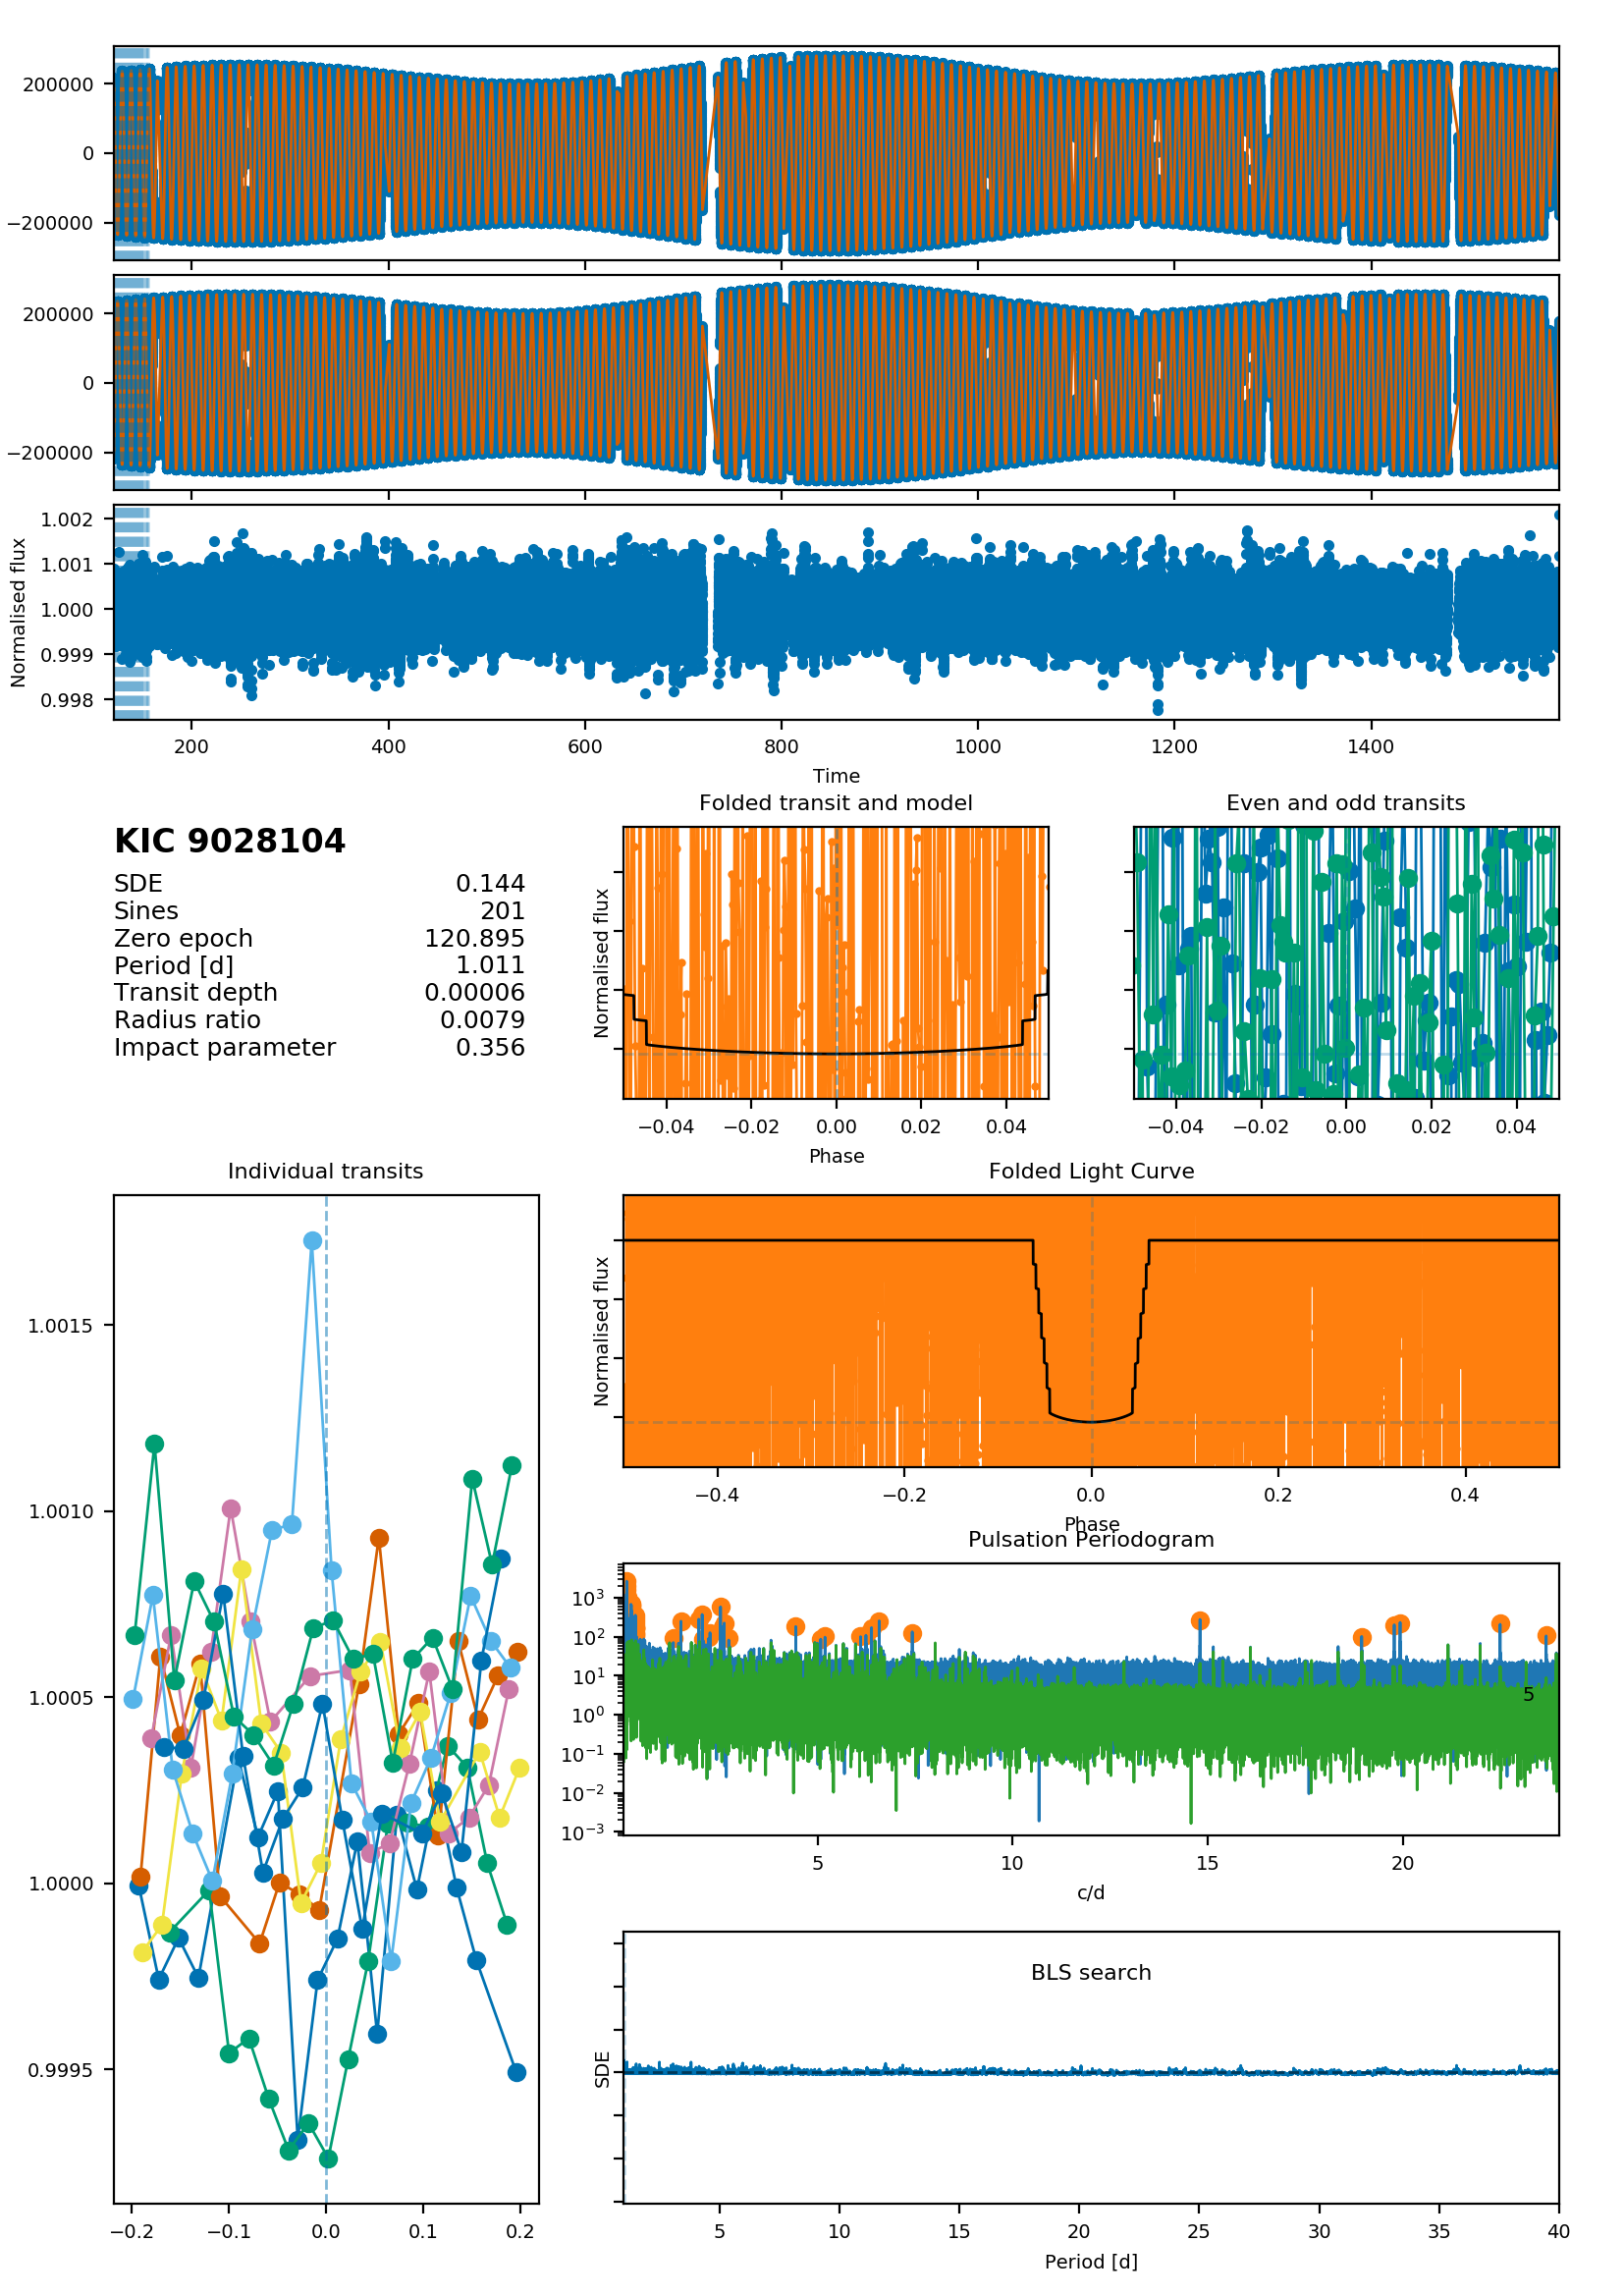 200000
0
−200000
200000
0
−200000
1.002
1.001
1.000
0.999
0.998
Normalised flux
200 400 600 800 1000 1200 1400
Time
KIC 9028104
SDE 0.144
Sines 201
Zero epoch 120.895
Period [d] 1.011
Transit depth 0.00006
Radius ratio 0.0079
Impact parameter 0.356
Folded transit and model
Normalised flux
−0.04 −0.02 0.00 0.02 0.04
Phase
Even and odd transits
−0.04 −0.02 0.00 0.02 0.04
Individual transits
1.0015
1.0010
1.0005
1.0000
0.9995
−0.2 −0.1 0.0 0.1 0.2
Folded Light Curve
Normalised flux
−0.4 −0.2 0.0 0.2 0.4
Phase
Pulsation Periodogram
10³
10²
10¹
10⁰
10⁻¹
10⁻²
10⁻³
5
5 10 15 20
c/d
BLS search
SDE
5 10 15 20 25 30 35 40
Period [d]